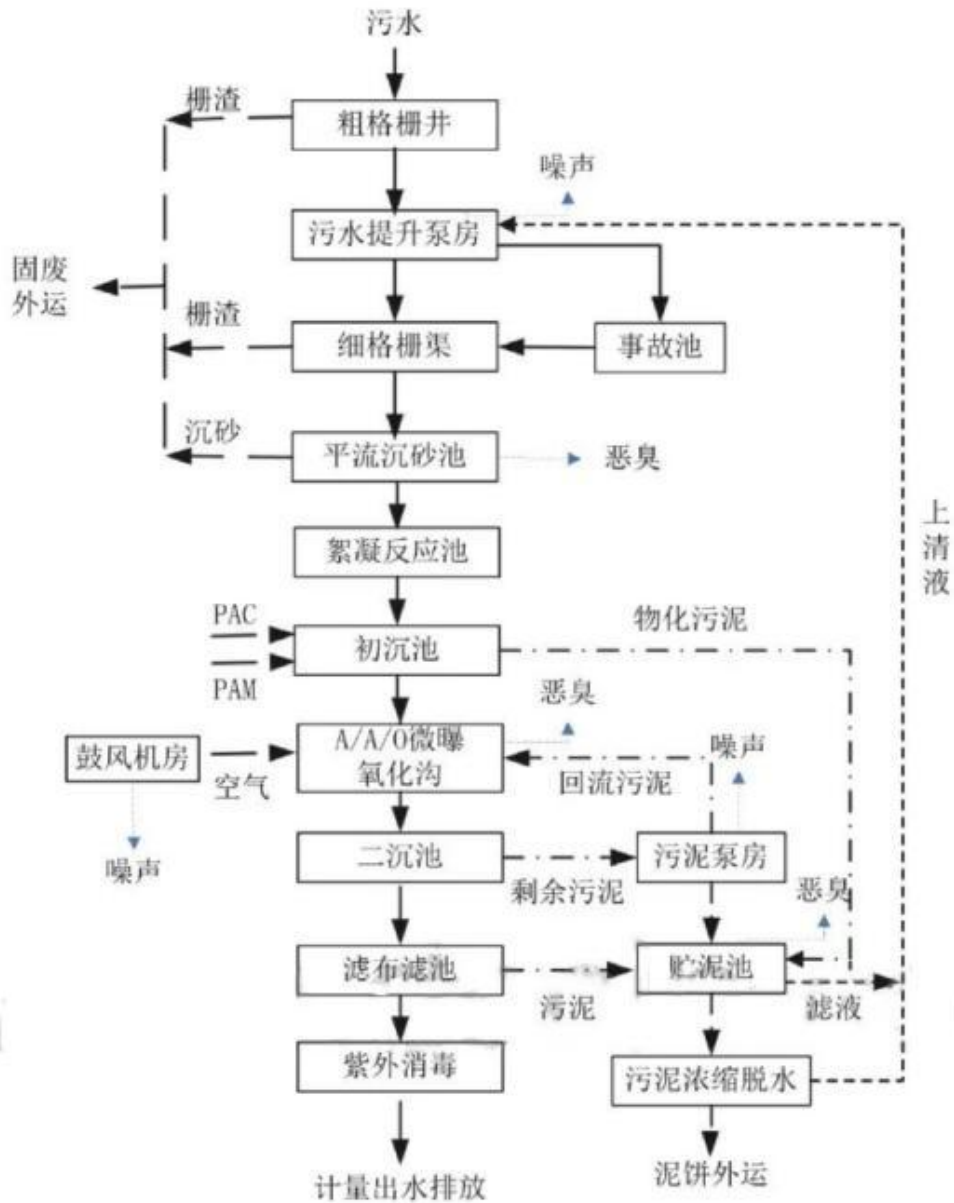 污水
栅渣
粗格栅井
噪声
污水提升泵房
固废
外运
栅渣
细格栅渠
事故池
沉砂
平流沉砂池
恶臭
上清液
絮凝反应池
PAC
物化污泥
初沉池
PAM
恶臭
A/A/O微曝
氧化沟
噪声
鼓风机房
空气
回流污泥
噪声
二沉池
污泥泵房
剩余污泥
恶臭
滤布滤池
贮泥池
污泥
滤液
紫外消毒
污泥浓缩脱水
计量出水排放
泥饼外运